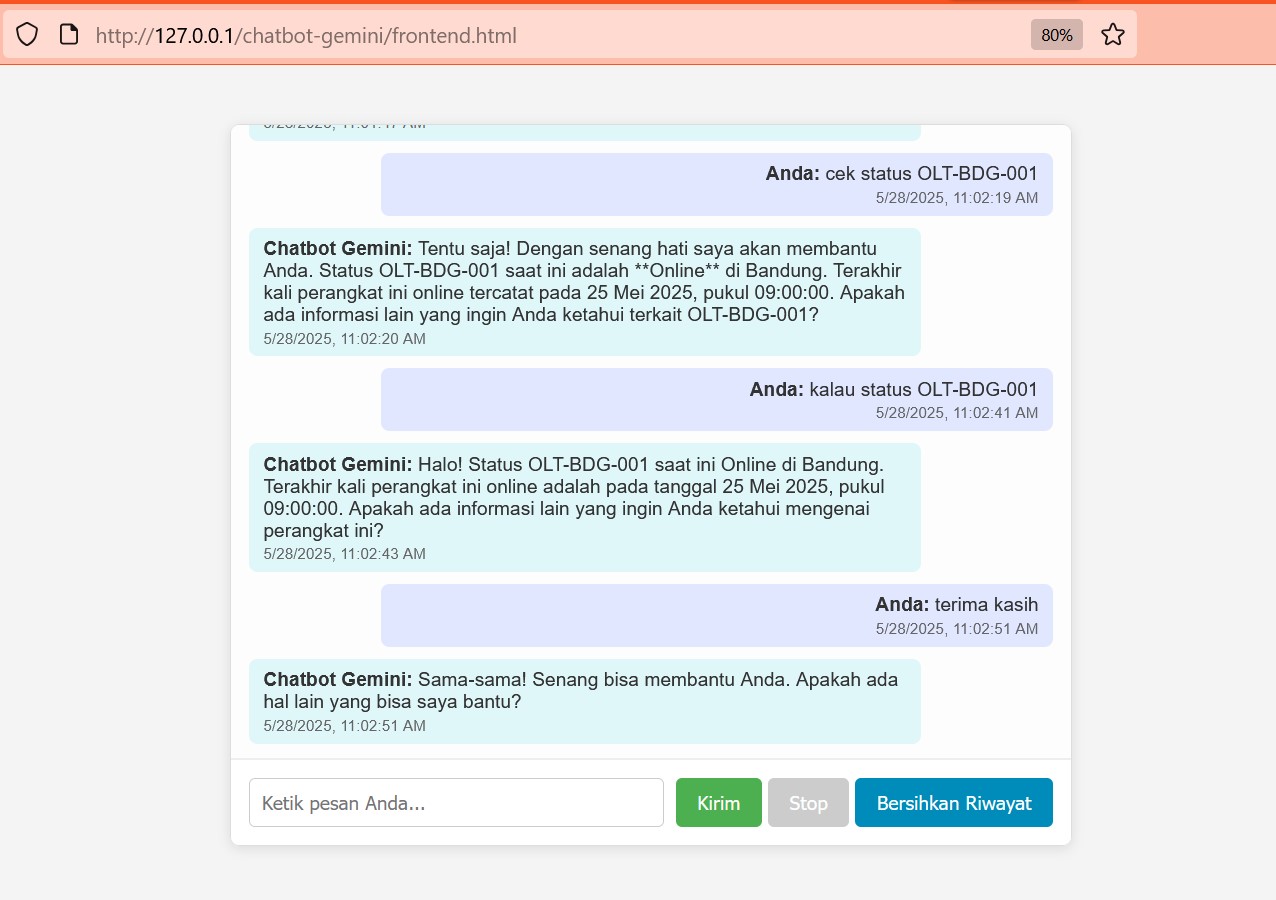 http://127.0.0.1/chatbot-gemini/frontend.html
80%
Anda: cek status OLT-BDG-001
5/28/2025, 11:02:19 AM
Chatbot Gemini: Tentu saja! Dengan senang hati saya akan membantu
Anda. Status OLT-BDG-001 saat ini adalah **Online** di Bandung. Terakhir
kali perangkat ini online tercatat pada 25 Mei 2025, pukul 09:00:00. Apakah
ada informasi lain yang ingin Anda ketahui terkait OLT-BDG-001?
5/28/2025, 11:02:20 AM
Anda: kalau status OLT-BDG-001
5/28/2025, 11:02:41 AM
Chatbot Gemini: Halo! Status OLT-BDG-001 saat ini Online di Bandung.
Terakhir kali perangkat ini online adalah pada tanggal 25 Mei 2025, pukul
09:00:00. Apakah ada informasi lain yang ingin Anda ketahui mengenai
perangkat ini?
5/28/2025, 11:02:43 AM
Anda: terima kasih
5/28/2025, 11:02:51 AM
Chatbot Gemini: Sama-sama! Senang bisa membantu Anda. Apakah ada
hal lain yang bisa saya bantu?
5/28/2025, 11:02:51 AM
Ketik pesan Anda...
Kirim
Stop
Bersihkan Riwayat